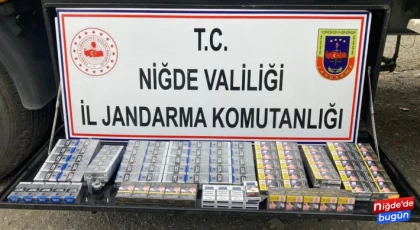 T.C.
NİĞDE VALİLİĞİ
İL JANDARMA KOMUTANLIĞI
Niğde'de
bugün